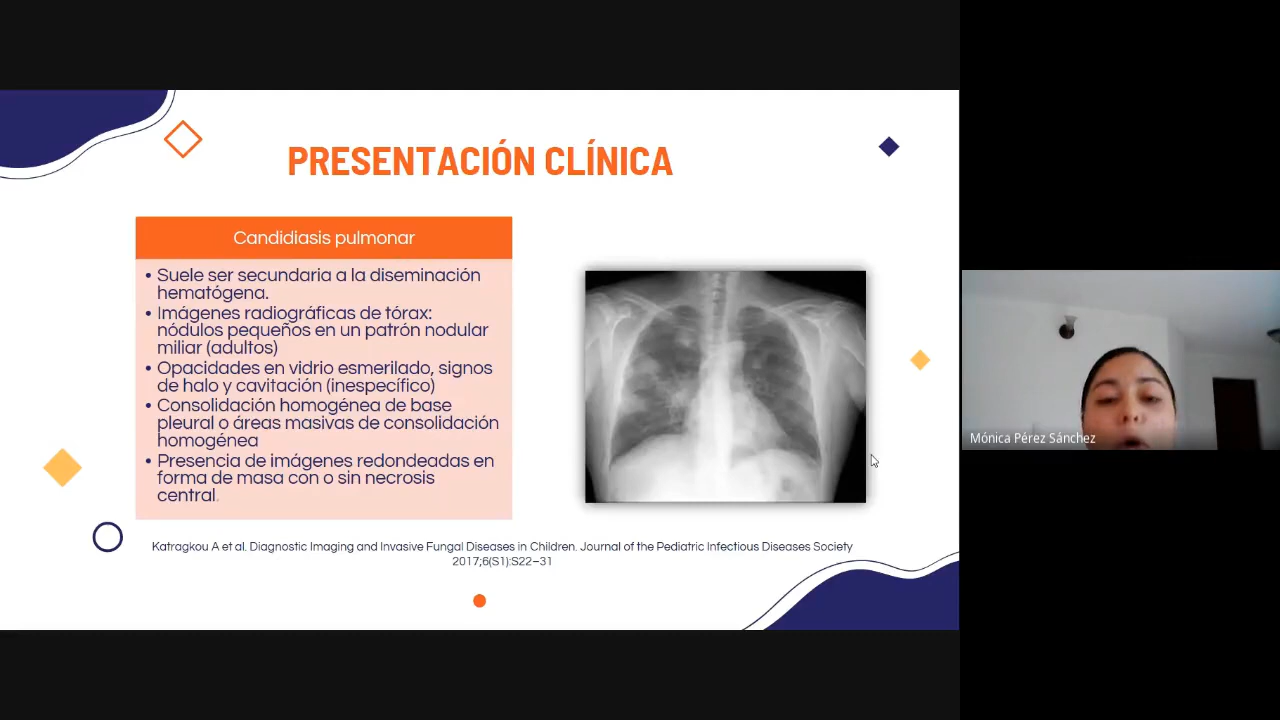 PRESENTACIÓN CLÍNICA
Candidiasis pulmonar
• Suele ser secundaria a la diseminación
hematógena.
• Imágenes radiográficas de tórax:
nódulos pequeños en un patrón nodular
miliar (adultos)
• Opacidades en vidrio esmerilado, signos
de halo y cavitación (inespecífico)
• Consolidación homogénea de base
pleural o áreas masivas de consolidación
homogénea
• Presencia de imágenes redondeadas en
forma de masa con o sin necrosis
central.
Katragkou A et al. Diagnostic Imaging and Invasive Fungal Diseases in Children. Journal of the Pediatric Infectious Diseases Society
2017;6(S1):S22–31
Mónica Pérez Sánchez